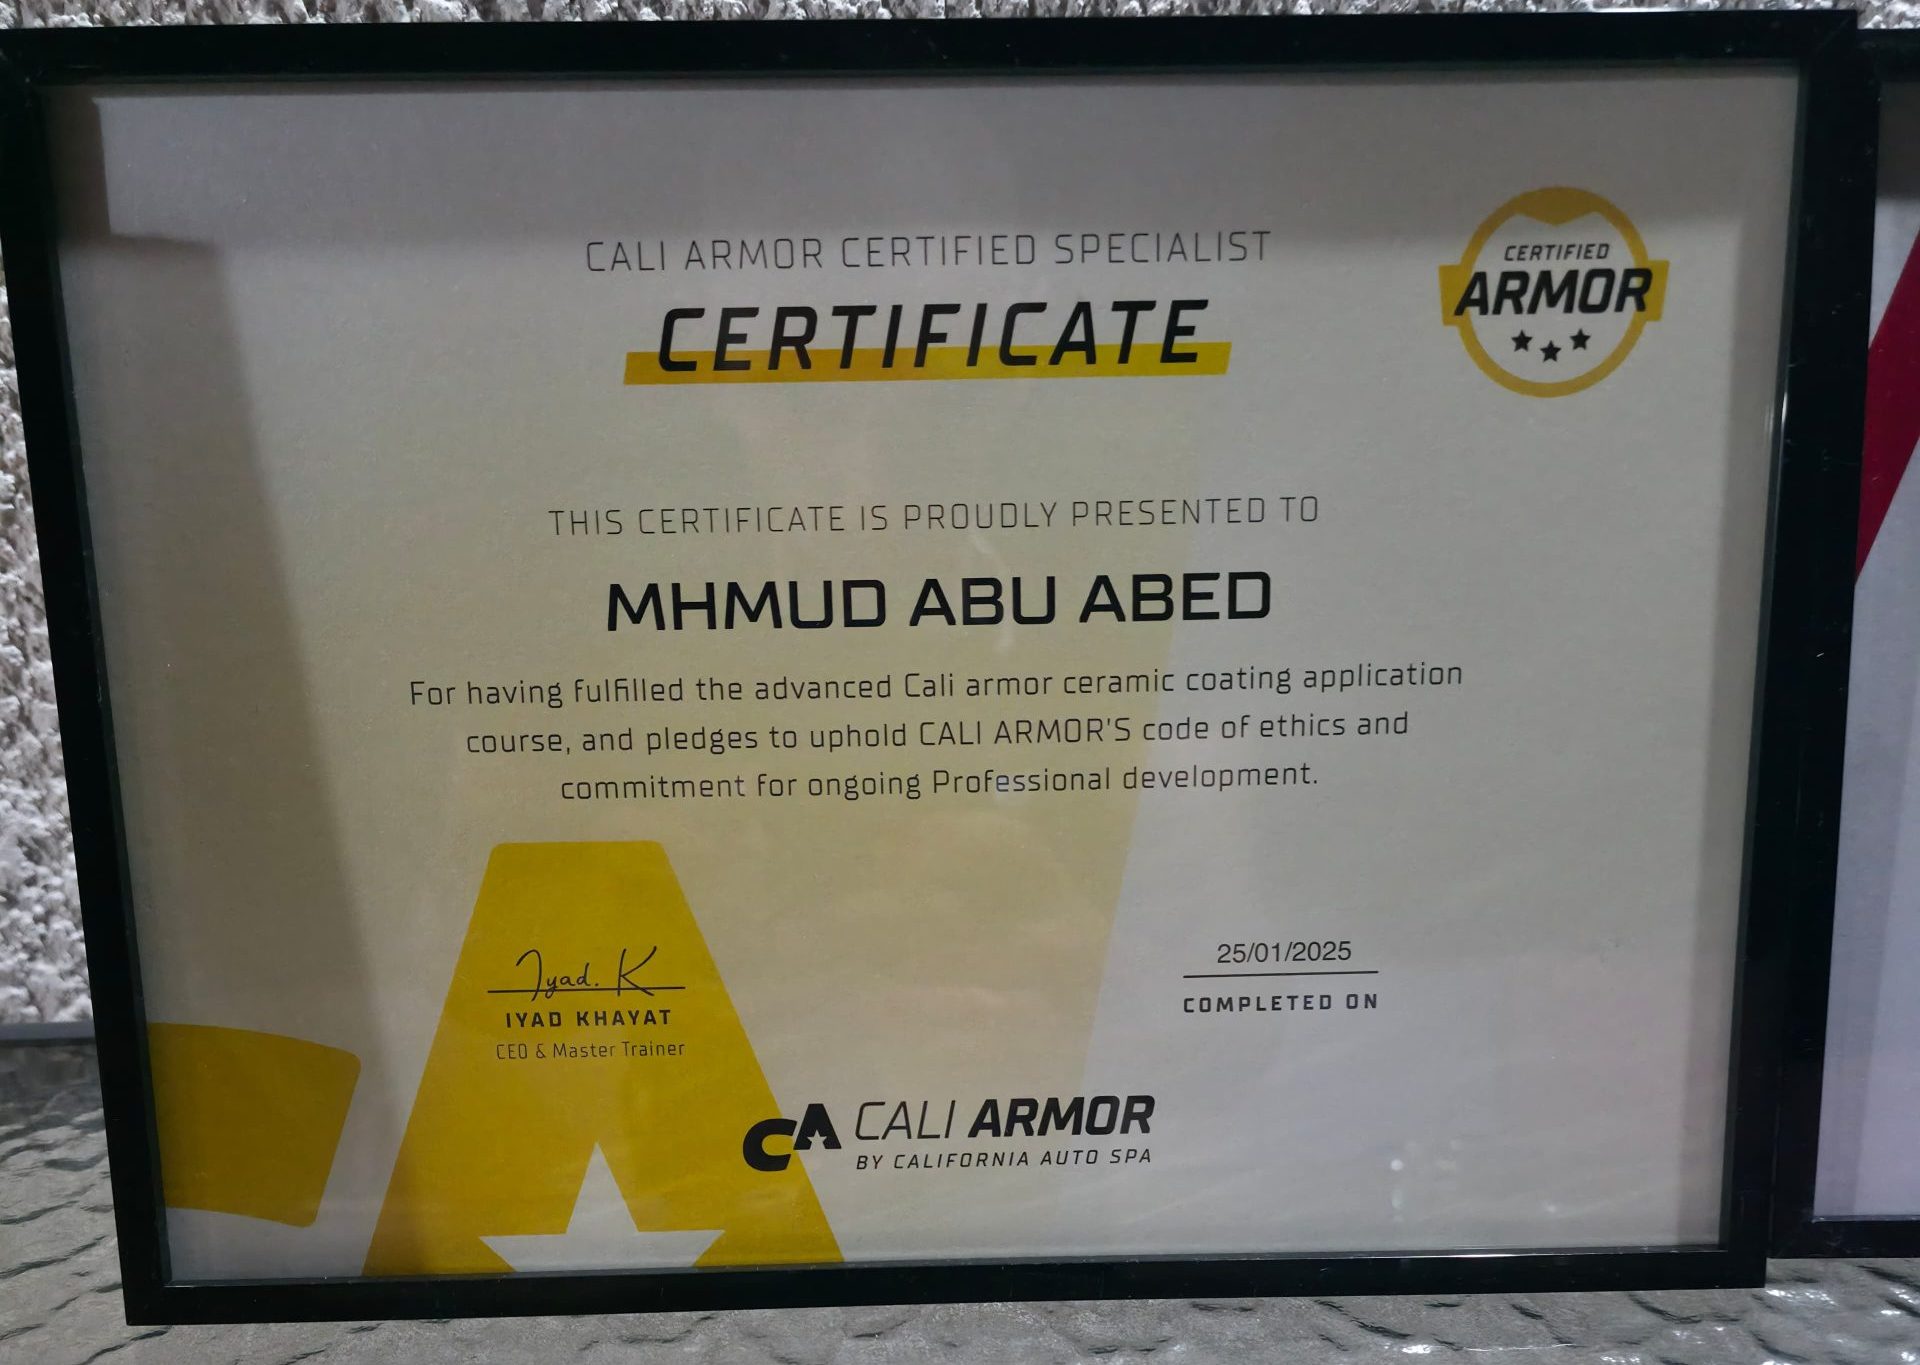 CALI ARMOR CERTIFIED SPECIALIST
CERTIFICATE
CERTIFIED
ARMOR
THIS CERTIFICATE IS PROUDLY PRESENTED TO
MHMUD ABU ABED
For having fulfilled the advanced Cali armor ceramic coating application
course, and pledges to uphold CALI ARMOR'S code of ethics and
commitment for ongoing Professional development.
Iyad. K
IYAD KHAYAT
CEO & Master Trainer
25/01/2025
COMPLETED ON
CA CALI ARMOR
BY CALIFORNIA AUTO SPA